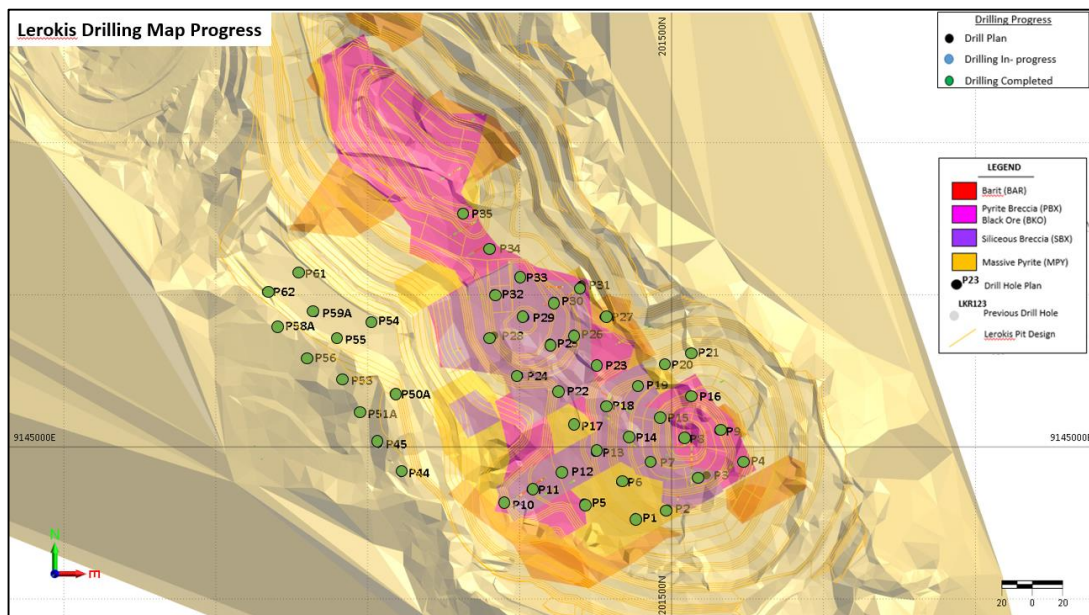 Lerokis Drilling Map Progress
201500N
Drilling Progress
Drill Plan
Drilling In- progress
Drilling Completed
LEGEND
Barit (BAR)
Pyrite Breccia (PBX)
Black Ore (BKO)
Siliceous Breccia (SBX)
Massive Pyrite (MPY)
P23 Drill Hole Plan
LKR123
Previous Drill Hole
Lerokis Pit Design
P35
P34
P61
P33
P62
P32
P31
P30
P59A
P54
P29
P27
P58A
P55
P28
P26
P25
P21
P56
P23
P20
P53
P24
P19
P50A
P22
P16
P18
P51A
P15
P17
P9
9145000E
P45
P14
P8
9145000E
P13
P7
P4
P44
P12
P6
P3
P11
P10
P5
P2
P1
N
E
201500N
20 0 20